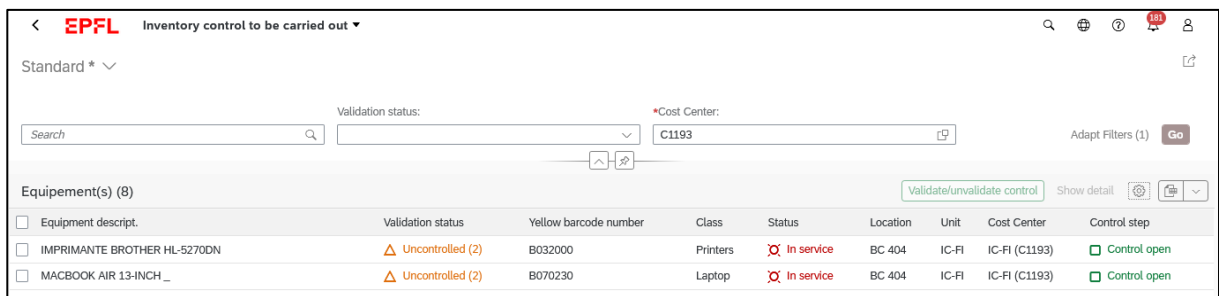 EPFL Inventory control to be carried out
181
Standard *
Validation status:
*Cost Center:
Search
C1193
Adapt Filters (1)
Go
Equipement(s) (8)
Validate/unvalidate control
Show detail
Equipment descript. Validation status Yellow barcode number Class Status Location Unit Cost Center Control step
IMPRIMANTE BROTHER HL-5270DN Uncontrolled (2) B032000 Printers In service BC 404 IC-FI IC-FI (C1193) Control open
MACBOOK AIR 13-INCH _ Uncontrolled (2) B070230 Laptop In service BC 404 IC-FI IC-FI (C1193) Control open